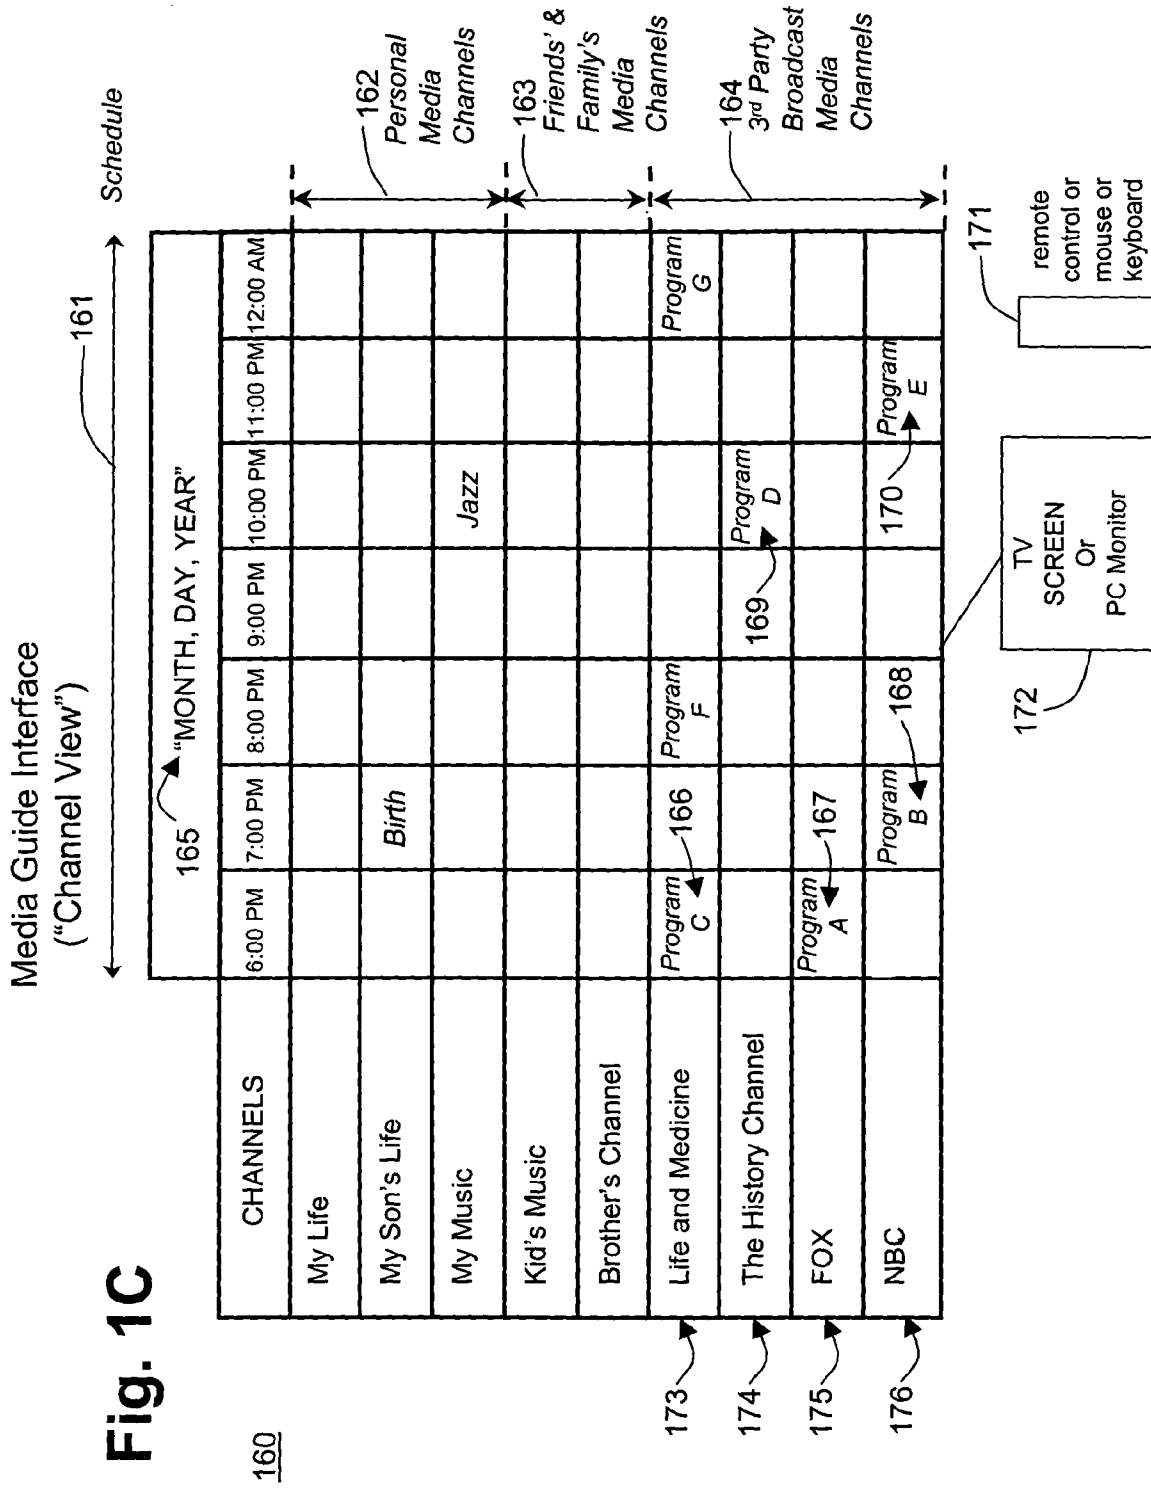 Fig. 1C
160
Media Guide Interface
("Channel View")
161
Schedule
165
"MONTH, DAY, YEAR"
CHANNELS
6:00 PM
7:00 PM
8:00 PM
9:00 PM
10:00 PM
11:00 PM
12:00 AM
My Life
My Son's Life
Birth
My Music
Jazz
Kid's Music
Brother's Channel
173
Life and Medicine
Program
C
166
Program
F
Program
G
174
The History Channel
169
Program
D
175
FOX
Program
A
167
176
NBC
Program
B
168
170
Program
E
162
Personal
Media
Channels
163
Friends' &
Family's
Media
Channels
164
3rd Party
Broadcast
Media
Channels
172
TV
SCREEN
Or
PC Monitor
171
remote
control or
mouse or
keyboard